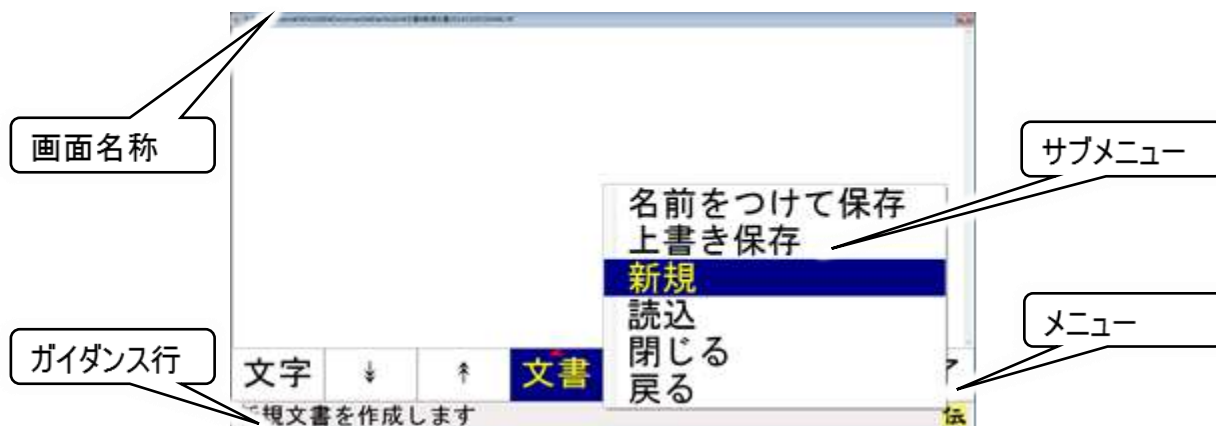 画面名称
サブメニュー
名前をつけて保存
上書き保存
新規
読込
閉じる
戻る
メニュー
ガイダンス行
文字
↡
↟
文書
規文書を作成します
伝